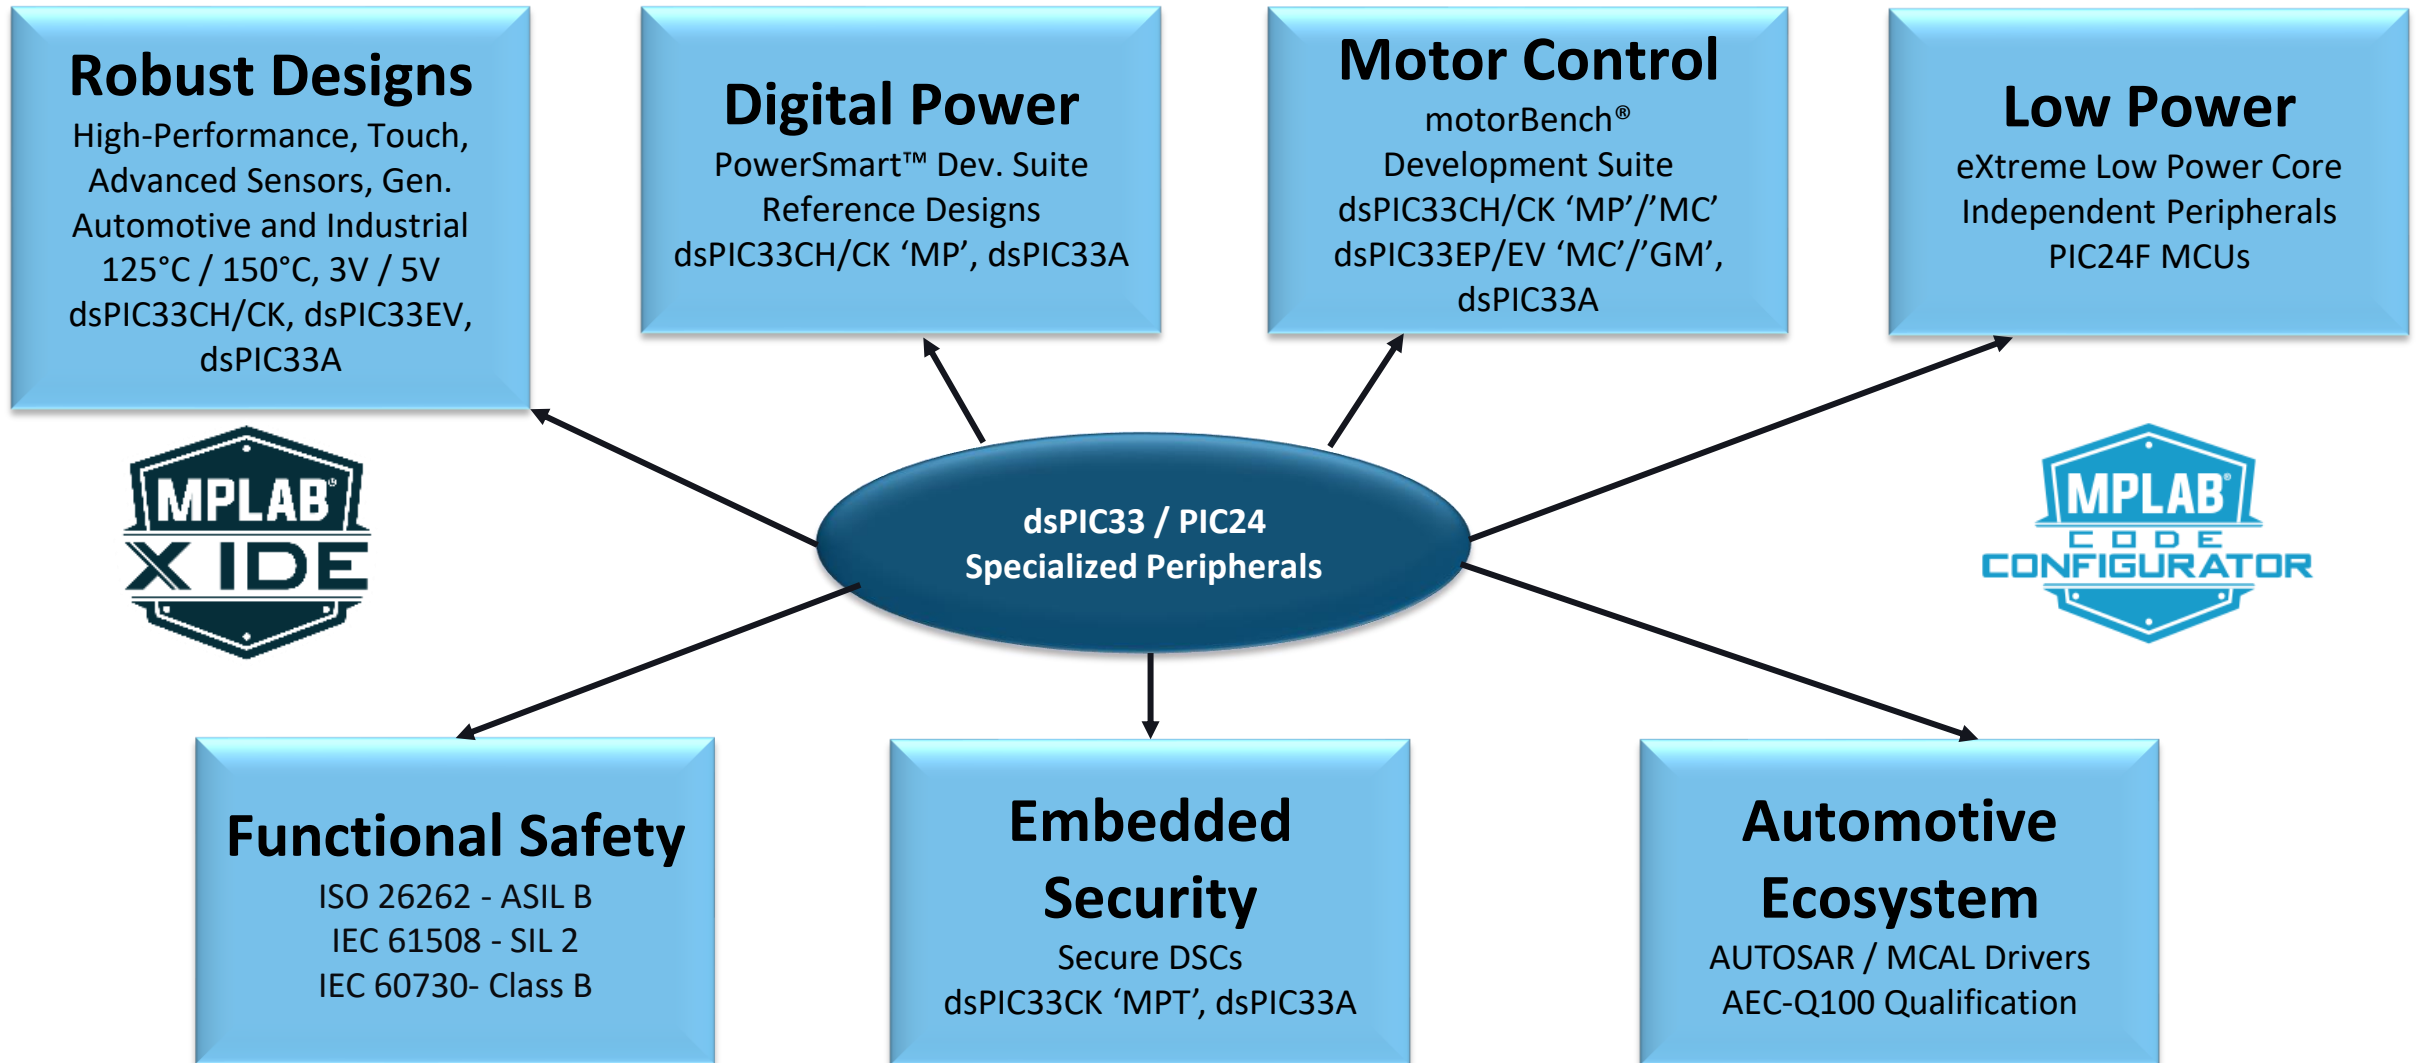 Robust Designs
High-Performance, Touch,
Advanced Sensors, Gen.
Automotive and Industrial
125°C / 150°C, 3V / 5V
dsPIC33CH/CK, dsPIC33EV,
dsPIC33A
Digital Power
PowerSmart™ Dev. Suite
Reference Designs
dsPIC33CH/CK ‘MP’, dsPIC33A
Motor Control
motorBench®
Development Suite
dsPIC33CH/CK ‘MP’/’MC’
dsPIC33EP/EV ‘MC’/’GM’,
dsPIC33A
Low Power
eXtreme Low Power Core
Independent Peripherals
PIC24F MCUs
MPLAB®
X IDE
dsPIC33 / PIC24
Specialized Peripherals
MPLAB®
CODE
CONFIGURATOR
Functional Safety
ISO 26262 - ASIL B
IEC 61508 - SIL 2
IEC 60730- Class B
Embedded
Security
Secure DSCs
dsPIC33CK ‘MPT’, dsPIC33A
Automotive
Ecosystem
AUTOSAR / MCAL Drivers
AEC-Q100 Qualification